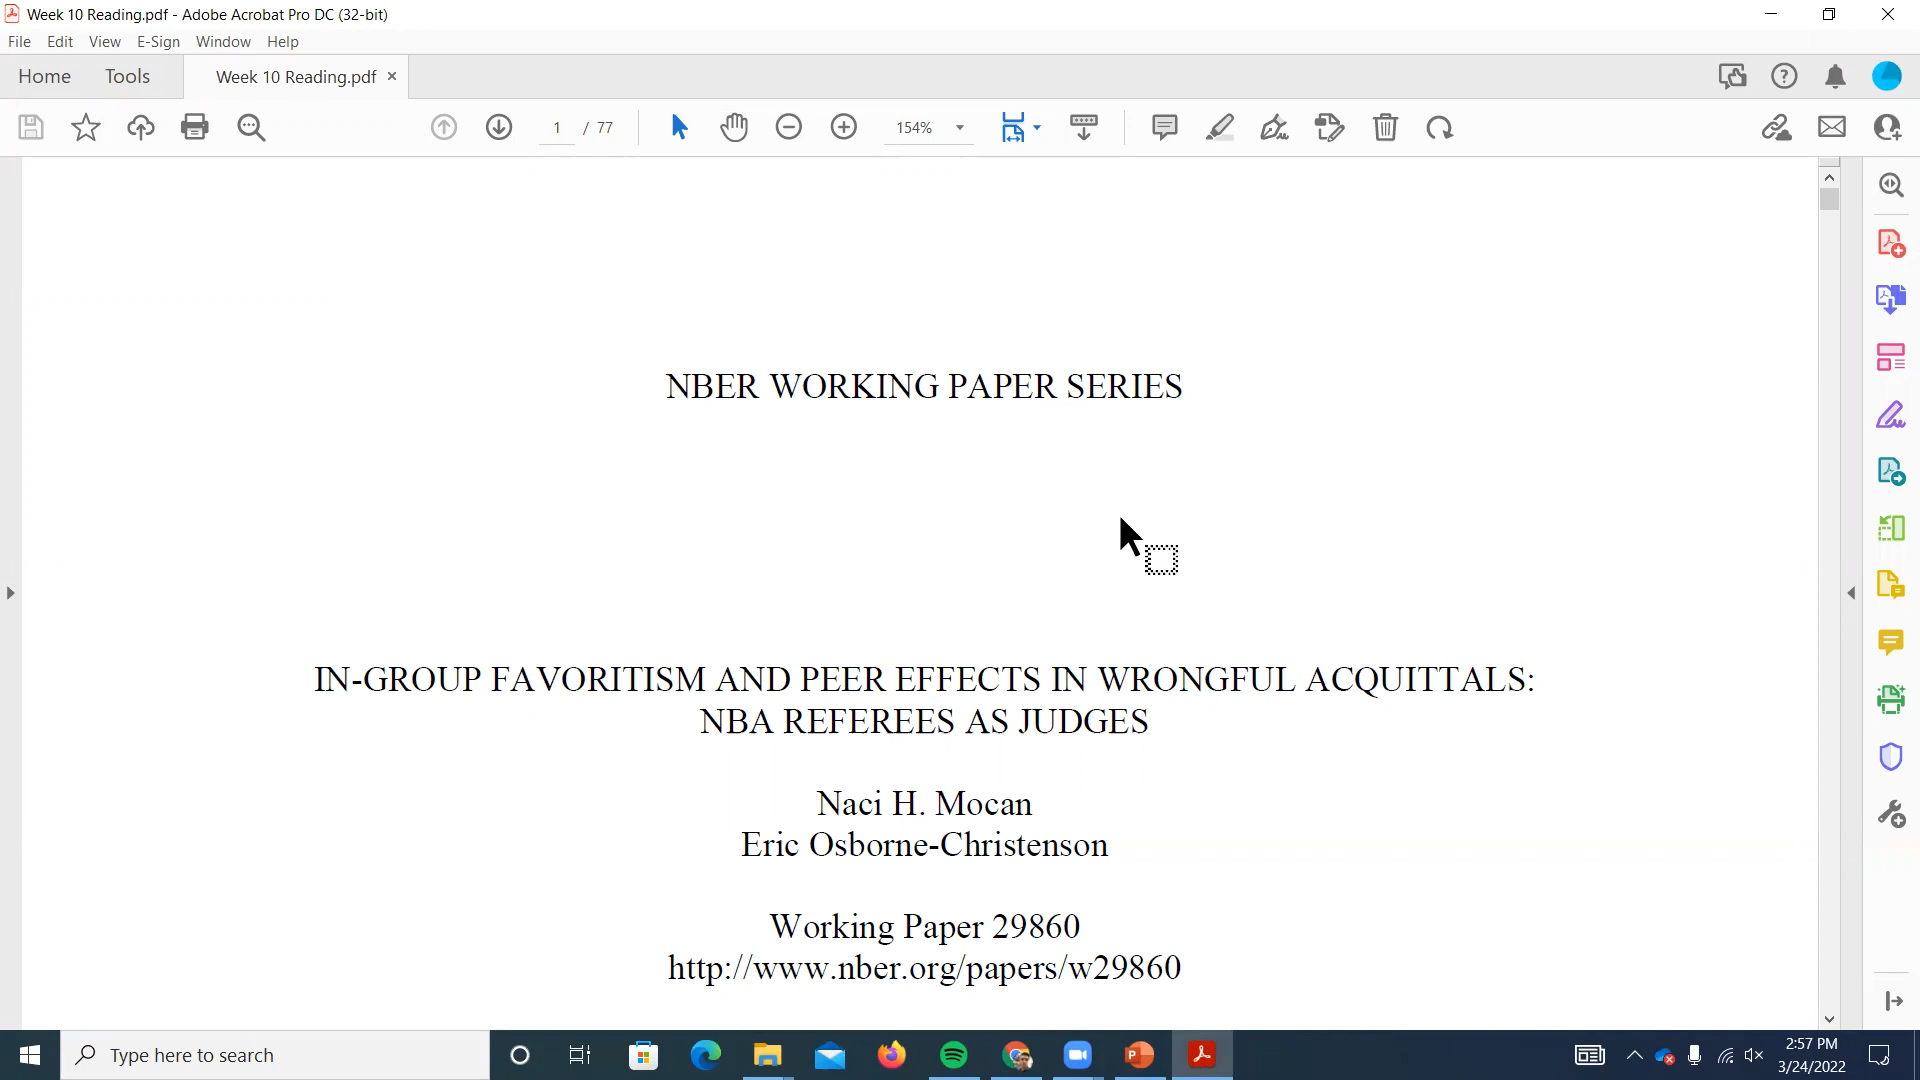 Week 10 Reading.pdf - Adobe Acrobat Pro DC (32-bit)
File Edit View E-Sign Window Help
Home Tools Week 10 Reading.pdf ×
1 / 77 154%
NBER WORKING PAPER SERIES
IN-GROUP FAVORITISM AND PEER EFFECTS IN WRONGFUL ACQUITTALS:
NBA REFEREES AS JUDGES
Naci H. Mocan
Eric Osborne-Christenson
Working Paper 29860
http://www.nber.org/papers/w29860
Type here to search
2:57 PM
3/24/2022